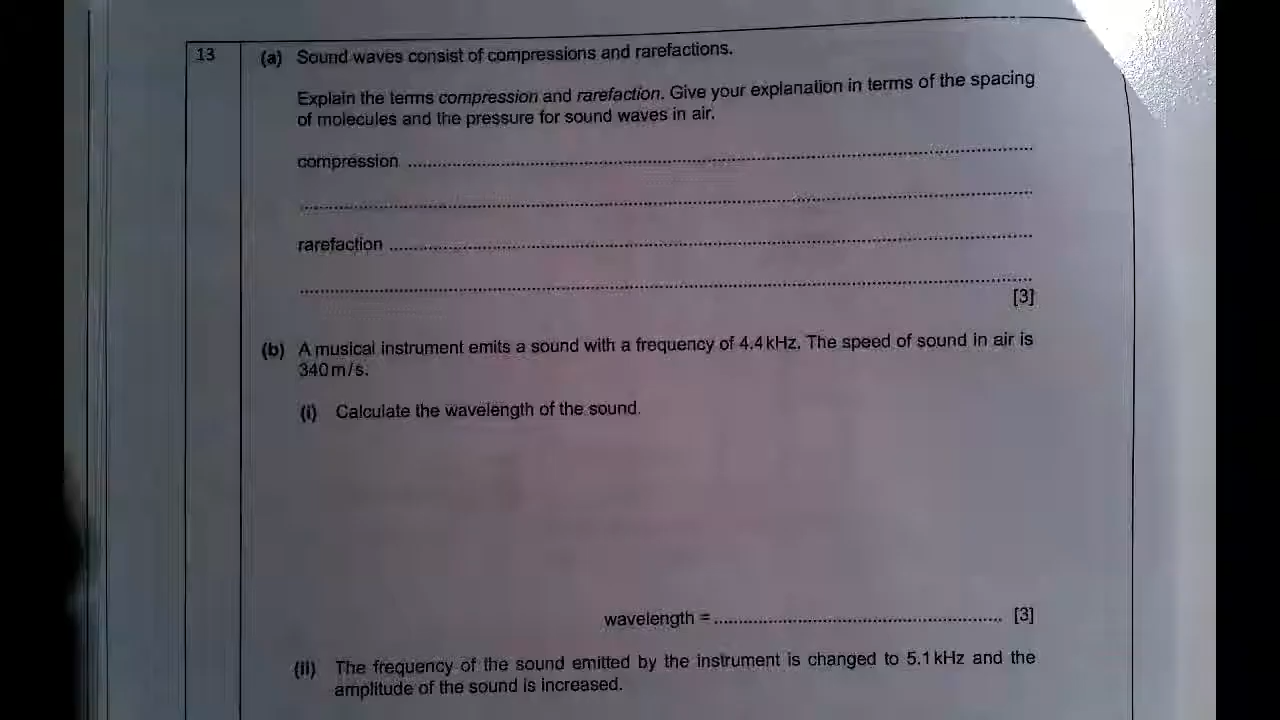 13 (a) Sound waves consist of compressions and rarefactions.
Explain the terms compression and rarefaction. Give your explanation in terms of the spacing
of molecules and the pressure for sound waves in air.
compression ........................................................................................................
........................................................................................................
rarefaction ........................................................................................................
........................................................................................................
[3]
(b) A musical instrument emits a sound with a frequency of 4.4 kHz. The speed of sound in air is
340 m/s.
(i) Calculate the wavelength of the sound.
wavelength = .................................................. [3]
(ii) The frequency of the sound emitted by the instrument is changed to 5.1 kHz and the
amplitude of the sound is increased.